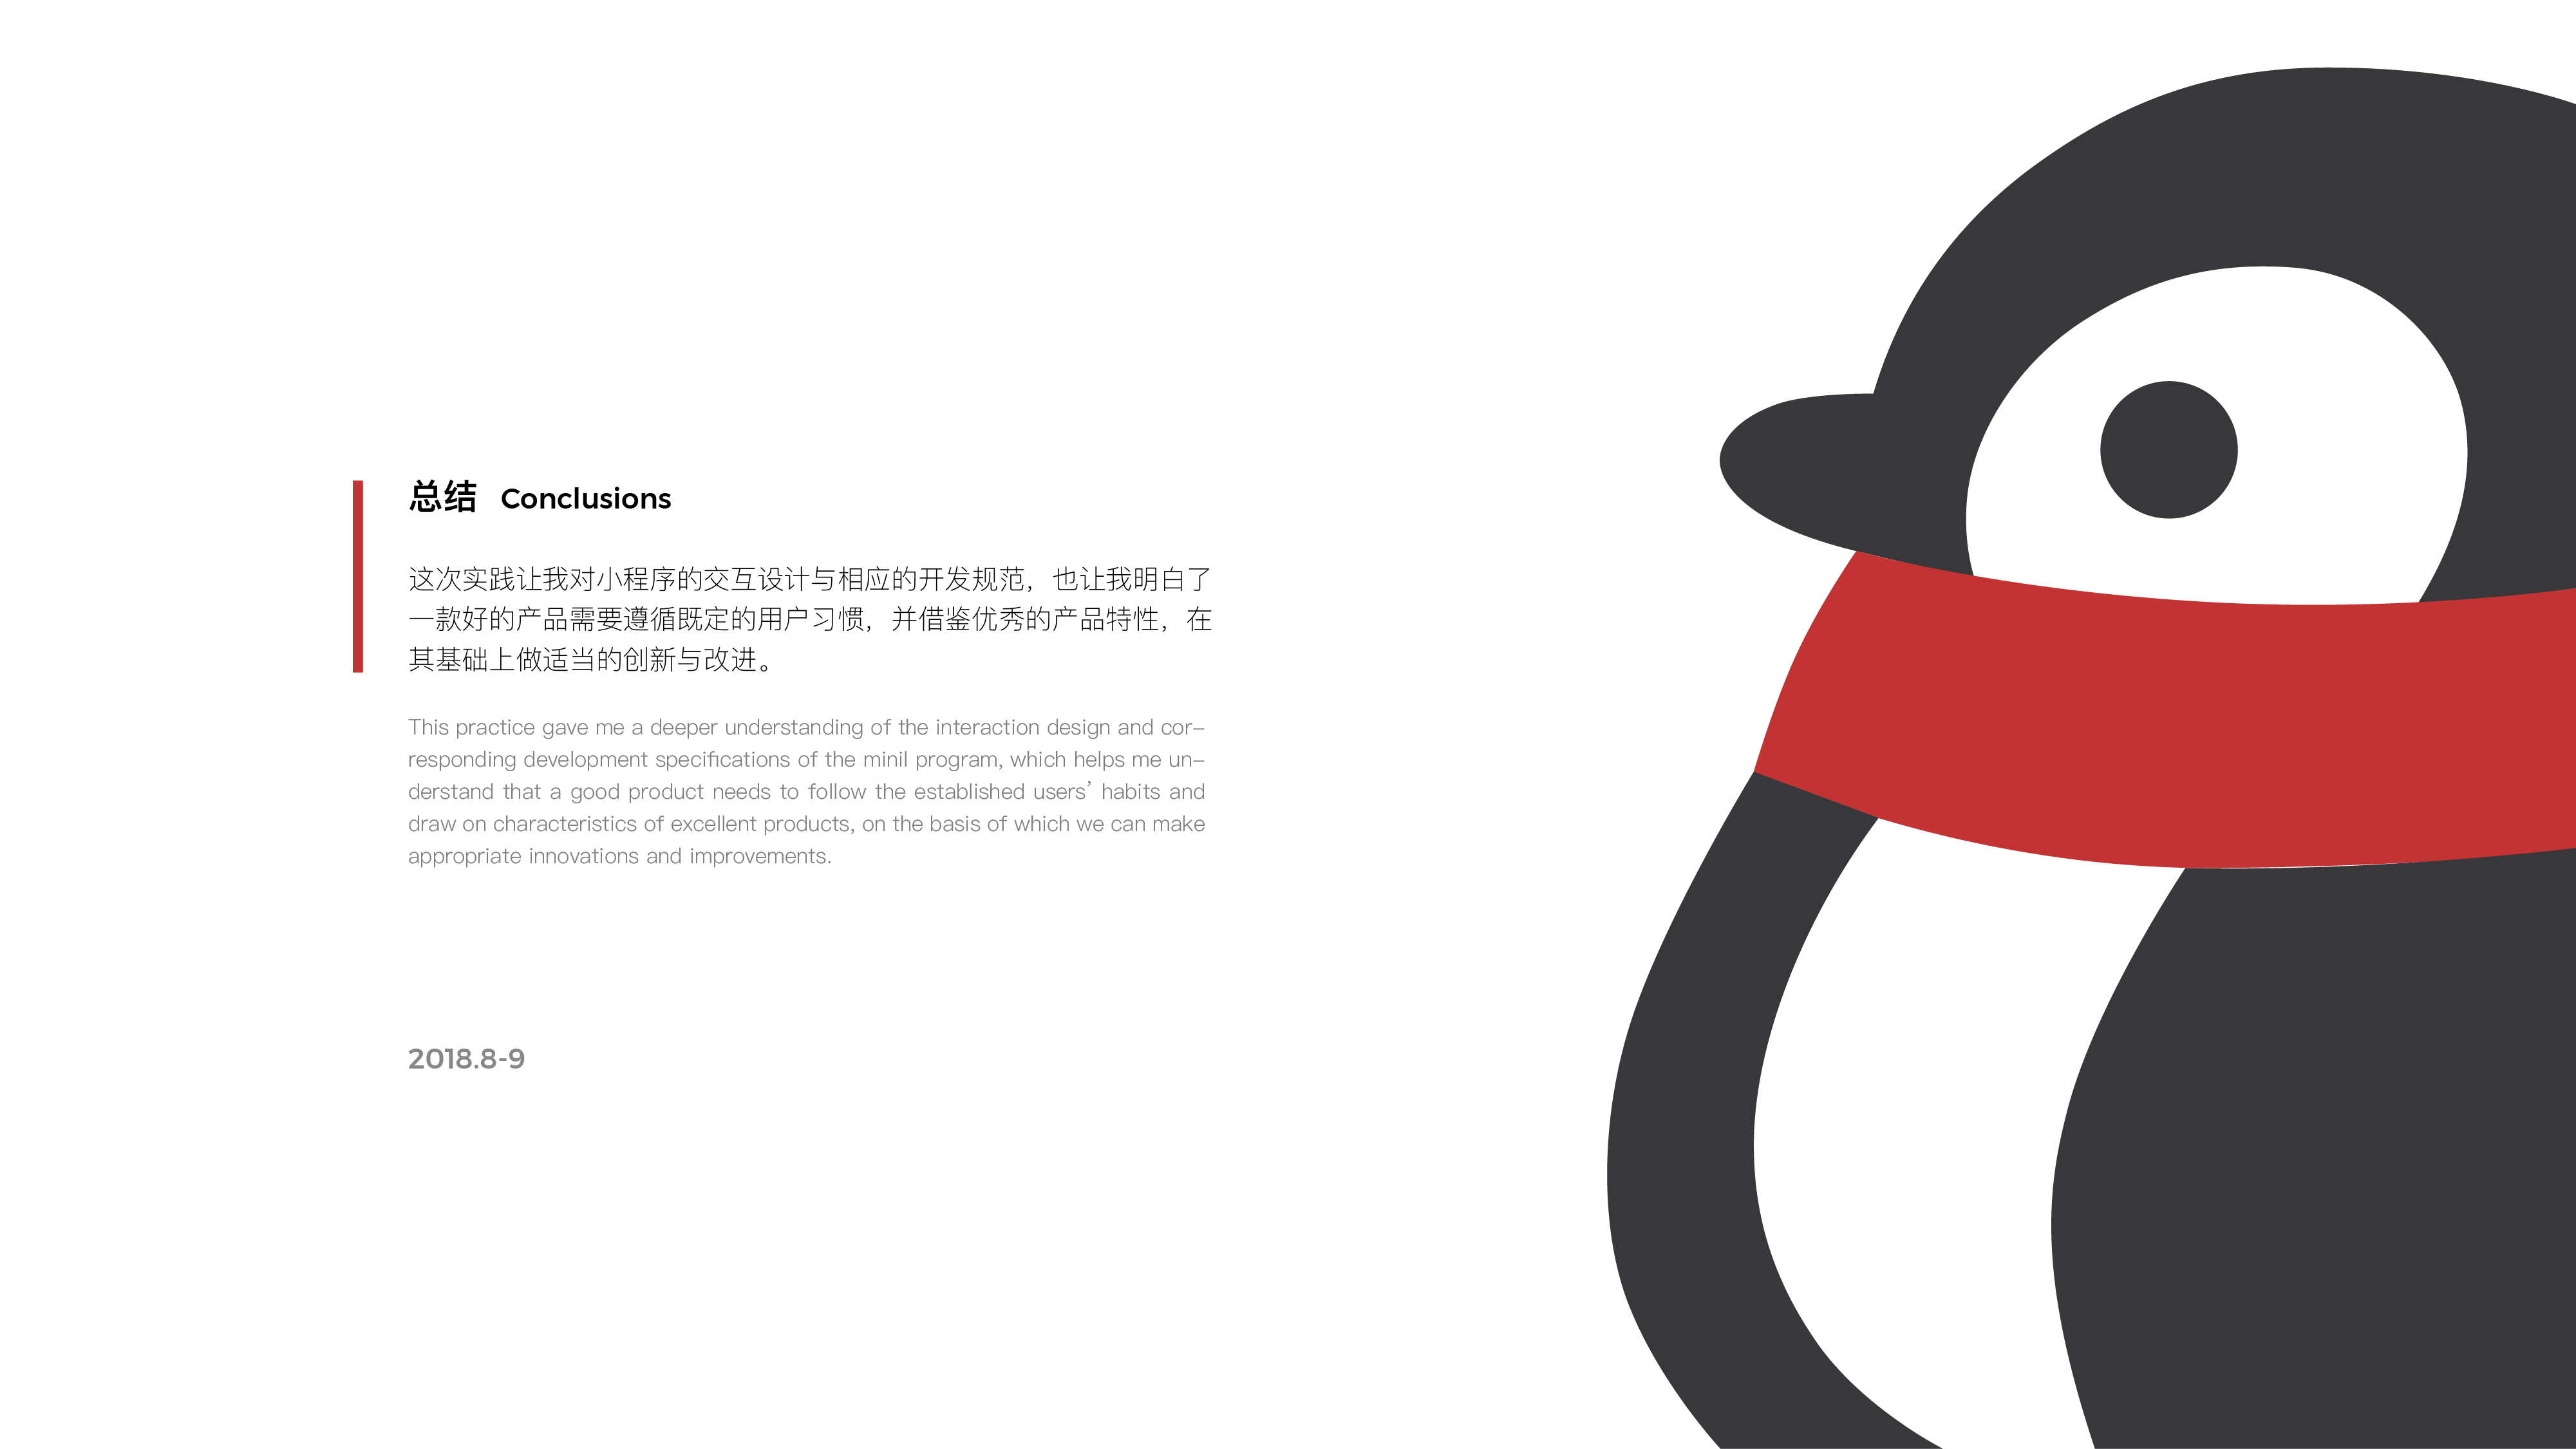 总结 Conclusions
这次实践让我对小程序的交互设计与相应的开发规范，也让我明白了
一款好的产品需要遵循既定的用户习惯，并借鉴优秀的产品特性，在
其基础上做适当的创新与改进。
This practice gave me a deeper understanding of the interaction design and cor-
responding development specifications of the minil program, which helps me un-
derstand that a good product needs to follow the established users’ habits and
draw on characteristics of excellent products, on the basis of which we can make
appropriate innovations and improvements.
2018.8-9